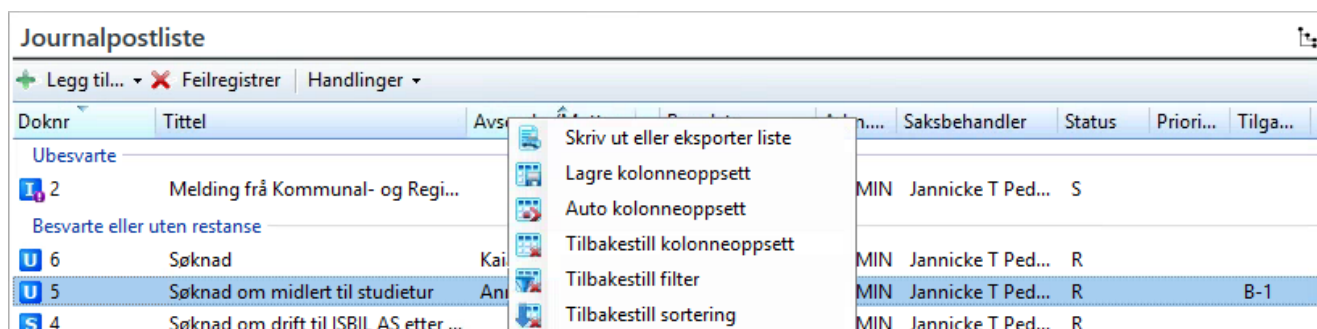 Journalpostliste
Legg til... Feilregistrer Handlinger
Doknr Tittel Saksbehandler Status Priori... Tilga...
Skriv ut eller eksporter liste
Ubesvarte
Lagre kolonneoppsett
I 2 Melding frå Kommunal- og Regi... MIN Jannicke T Ped... S
Auto kolonneoppsett
Besvarte eller uten restanse
Tilbakestill kolonneoppsett
U 6 Søknad Kai MIN Jannicke T Ped... R
Tilbakestill filter
U 5 Søknad om midlert til studietur MIN Jannicke T Ped... R B-1
Tilbakestill sortering
S 4 Søknad om drift til ISBIL AS etter ... MIN Jannicke T Ped... R